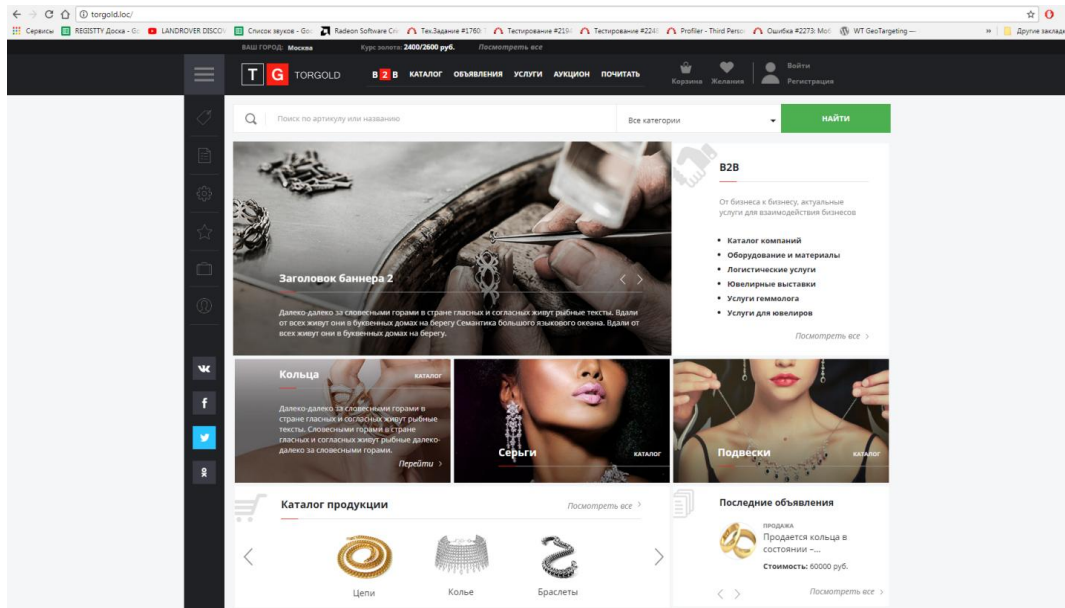 torgold.loc/
Сервисы REGISTTY Доска - Go LANDROVER DISCOV Список звуков - Goo Radeon Software Cri Тех.Задание #1760: Тестирование #219 Тестирование #224 Profiler - Third Person Ошибка #2273: Моб WT GeoTargeting — » Другие заклад
ВАШ ГОРОД: Москва Курс золота: 2400/2600 руб. Посмотреть все
T G TORGOLD B 2 B КАТАЛОГ ОБЪЯВЛЕНИЯ УСЛУГИ АУКЦИОН ПОЧИТАТЬ Корзина Желания Войти
Регистрация
Поиск по артикулу или названию Все категории НАЙТИ
Заголовок баннера 2
Далеко-далеко за словесными горами в стране гласных и согласных живут рыбные тексты. Вдали
от всех живут они в буквенных домах на берегу Семантика большого языкового океана. Вдали от
всех живут они в буквенных домах на берегу.
B2B
От бизнеса к бизнесу, актуальные
услуги для взаимодействия бизнесов
Каталог компаний
Оборудование и материалы
Логистические услуги
Ювелирные выставки
Услуги геммолога
Услуги для ювелиров
Посмотреть все >
Кольца КАТАЛОГ
Далеко-далеко за словесными горами в
стране гласных и согласных живут рыбные
тексты. Словесными горами в стране
гласных и согласных живут рыбные далеко-
далеко за словесными горами.
Перейти >
Серьги КАТАЛОГ
Подвески КАТАЛОГ
Каталог продукции Посмотреть все >
Цепи Колье Браслеты
Последние объявления
ПРОДАЖА
Продается кольца в
состоянии –...
Стоимость: 60000 руб.
Посмотреть все >